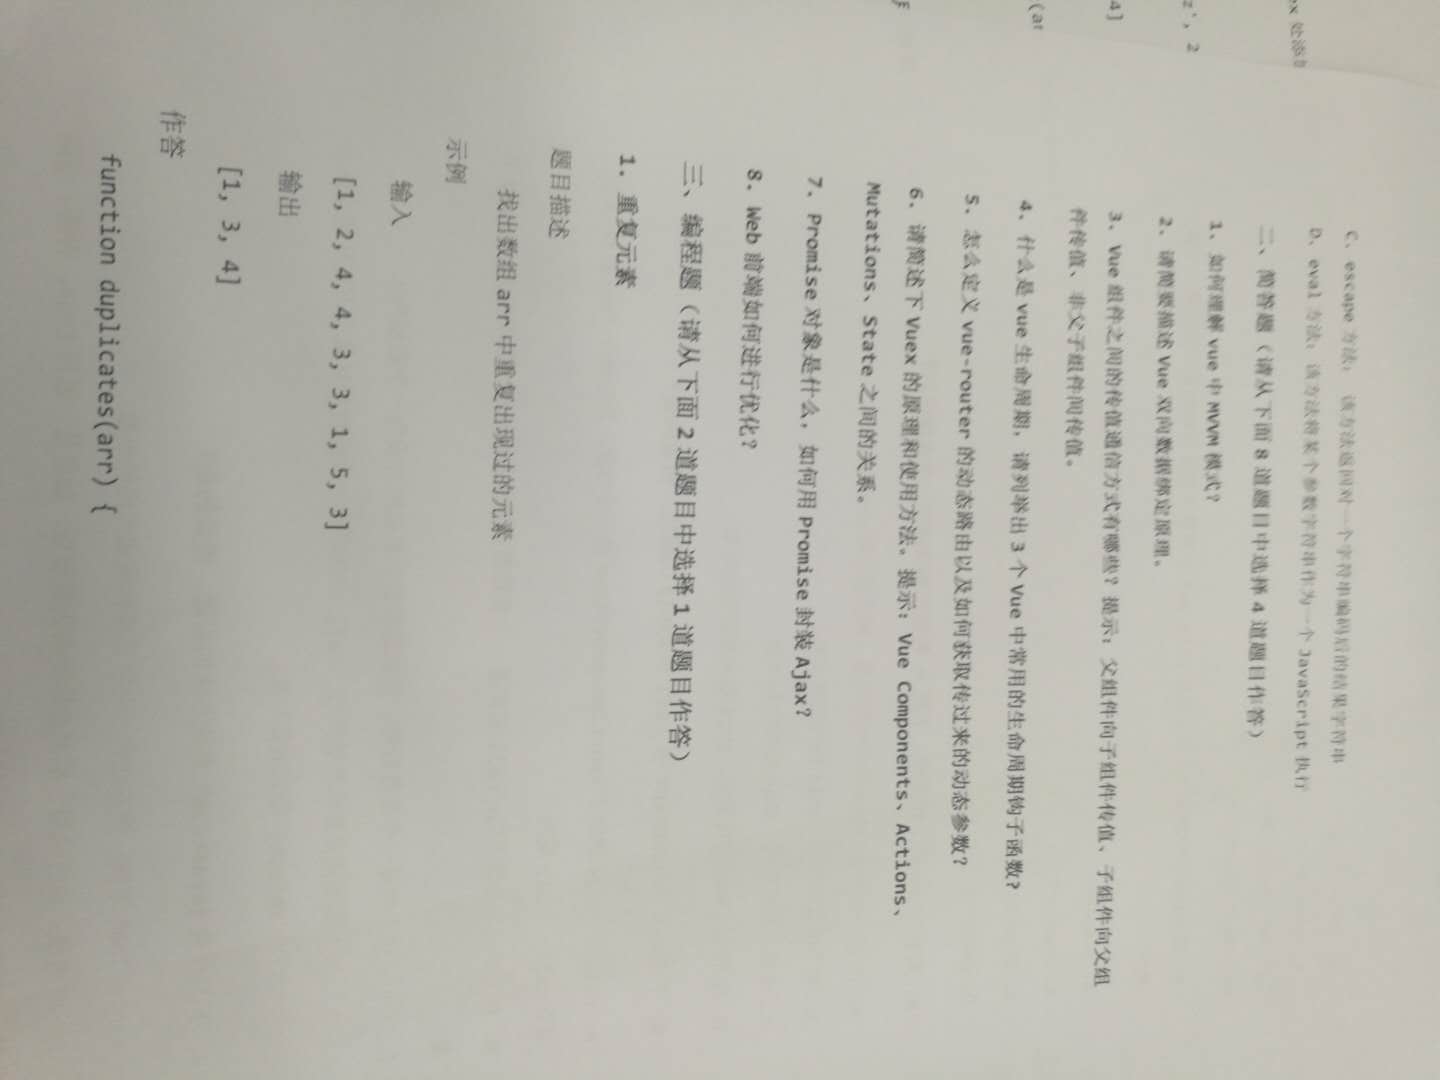 C、escape 方法： 该方法返回对一个字符串编码后的结果字符串
D、eval 方法：该方法将某个参数字符串作为一个 JavaScript 执行
二、简答题（请从下面 8 道题目中选择 4 道题目作答）
1、如何理解 vue 中 MVVM 模式？
2、请简要描述 Vue 双向数据绑定原理。
3、Vue 组件之间的传值通信方式有哪些？提示：父组件向子组件传值、子组件向父组
件传值、非父子组件间传值。
4、什么是 vue 生命周期，请列举出 3 个 Vue 中常用的生命周期钩子函数?
5、怎么定义 vue-router 的动态路由以及如何获取传过来的动态参数？
6、请简述下 Vuex 的原理和使用方法。提示：Vue Components、Actions、
Mutations、State 之间的关系。
7. Promise 对象是什么，如何用 Promise 封装 Ajax？
8. Web 前端如何进行优化？
三、编程题（请从下面 2 道题目中选择 1 道题目作答）
1. 重复元素
题目描述
找出数组 arr 中重复出现过的元素
示例
输入
[1, 2, 4, 4, 3, 3, 1, 5, 3]
输出
[1, 3, 4]
作答
function duplicates(arr) {
ex 处添加
z', 2
4]
(ar